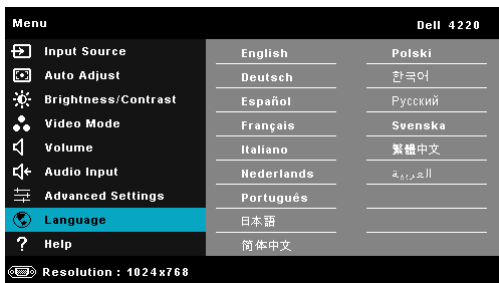 Menu Dell 4220
Input Source English Polski
Auto Adjust Deutsch 한국어
Brightness/Contrast Español Русский
Video Mode Français Svenska
Volume Italiano 繁體中文
Audio Input Nederlands العربية
Advanced Settings Português
Language 日本語
? Help 简体中文
Resolution : 1024x768